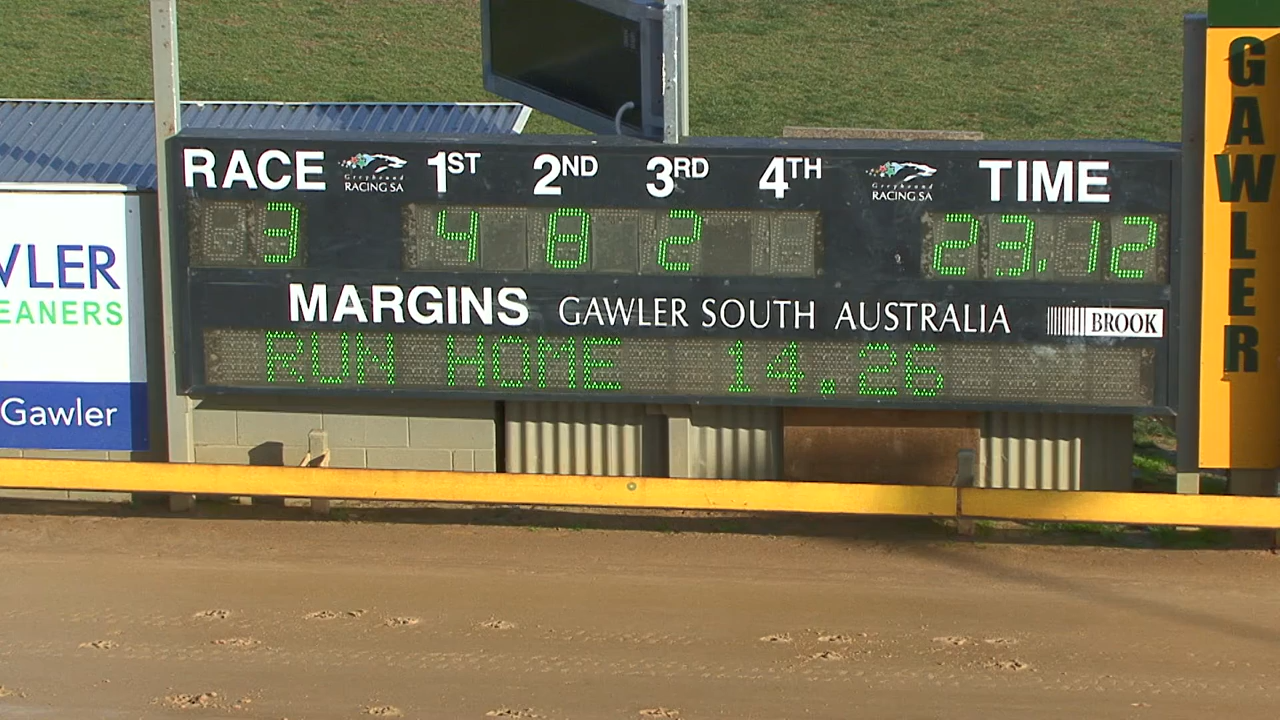 RACE Greyhound RACING SA 1ST 2ND 3RD 4TH Greyhound RACING SA TIME
3 4 8 2 23.12
MARGINS GAWLER SOUTH AUSTRALIA BROOK
RUN HOME 14.26
WLER
EANERS
Gawler
GAWLER